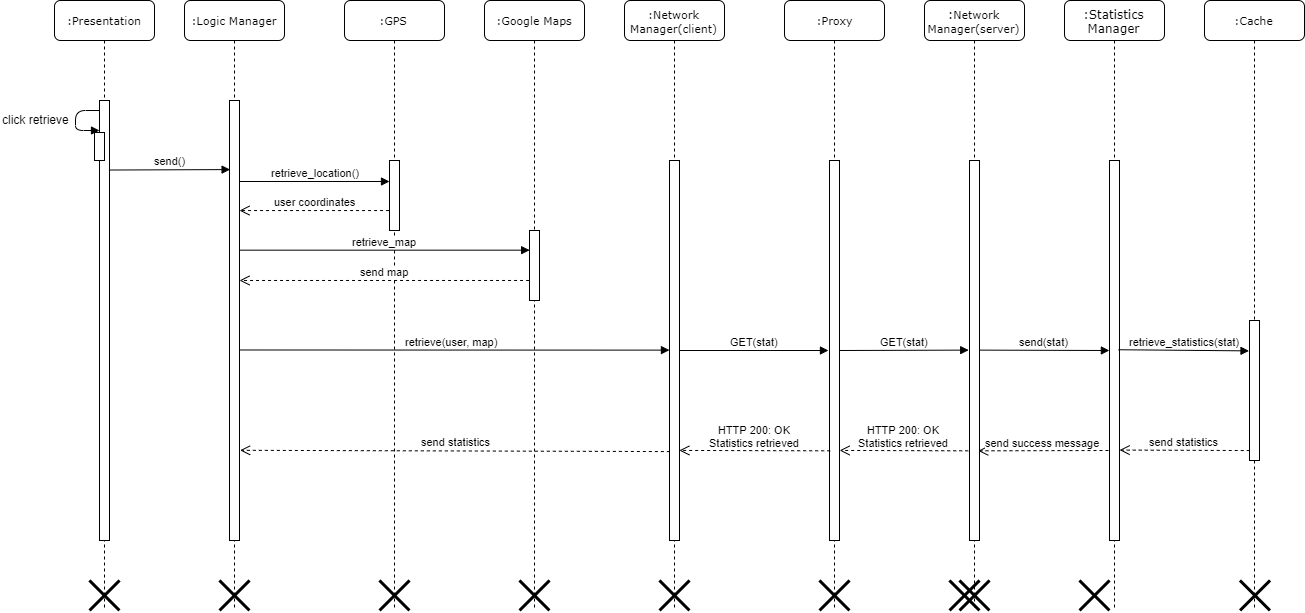 :Presentation
:Logic Manager
:GPS
:Google Maps
:Network
Manager(client)
:Proxy
:Network
Manager(server)
:Statistics
Manager
:Cache
click retrieve
send()
retrieve_location()
user coordinates
retrieve_map
send map
retrieve(user, map)
GET(stat)
GET(stat)
send(stat)
retrieve_statistics(stat)
send statistics
HTTP 200: OK
Statistics retrieved
HTTP 200: OK
Statistics retrieved
send success message
send statistics